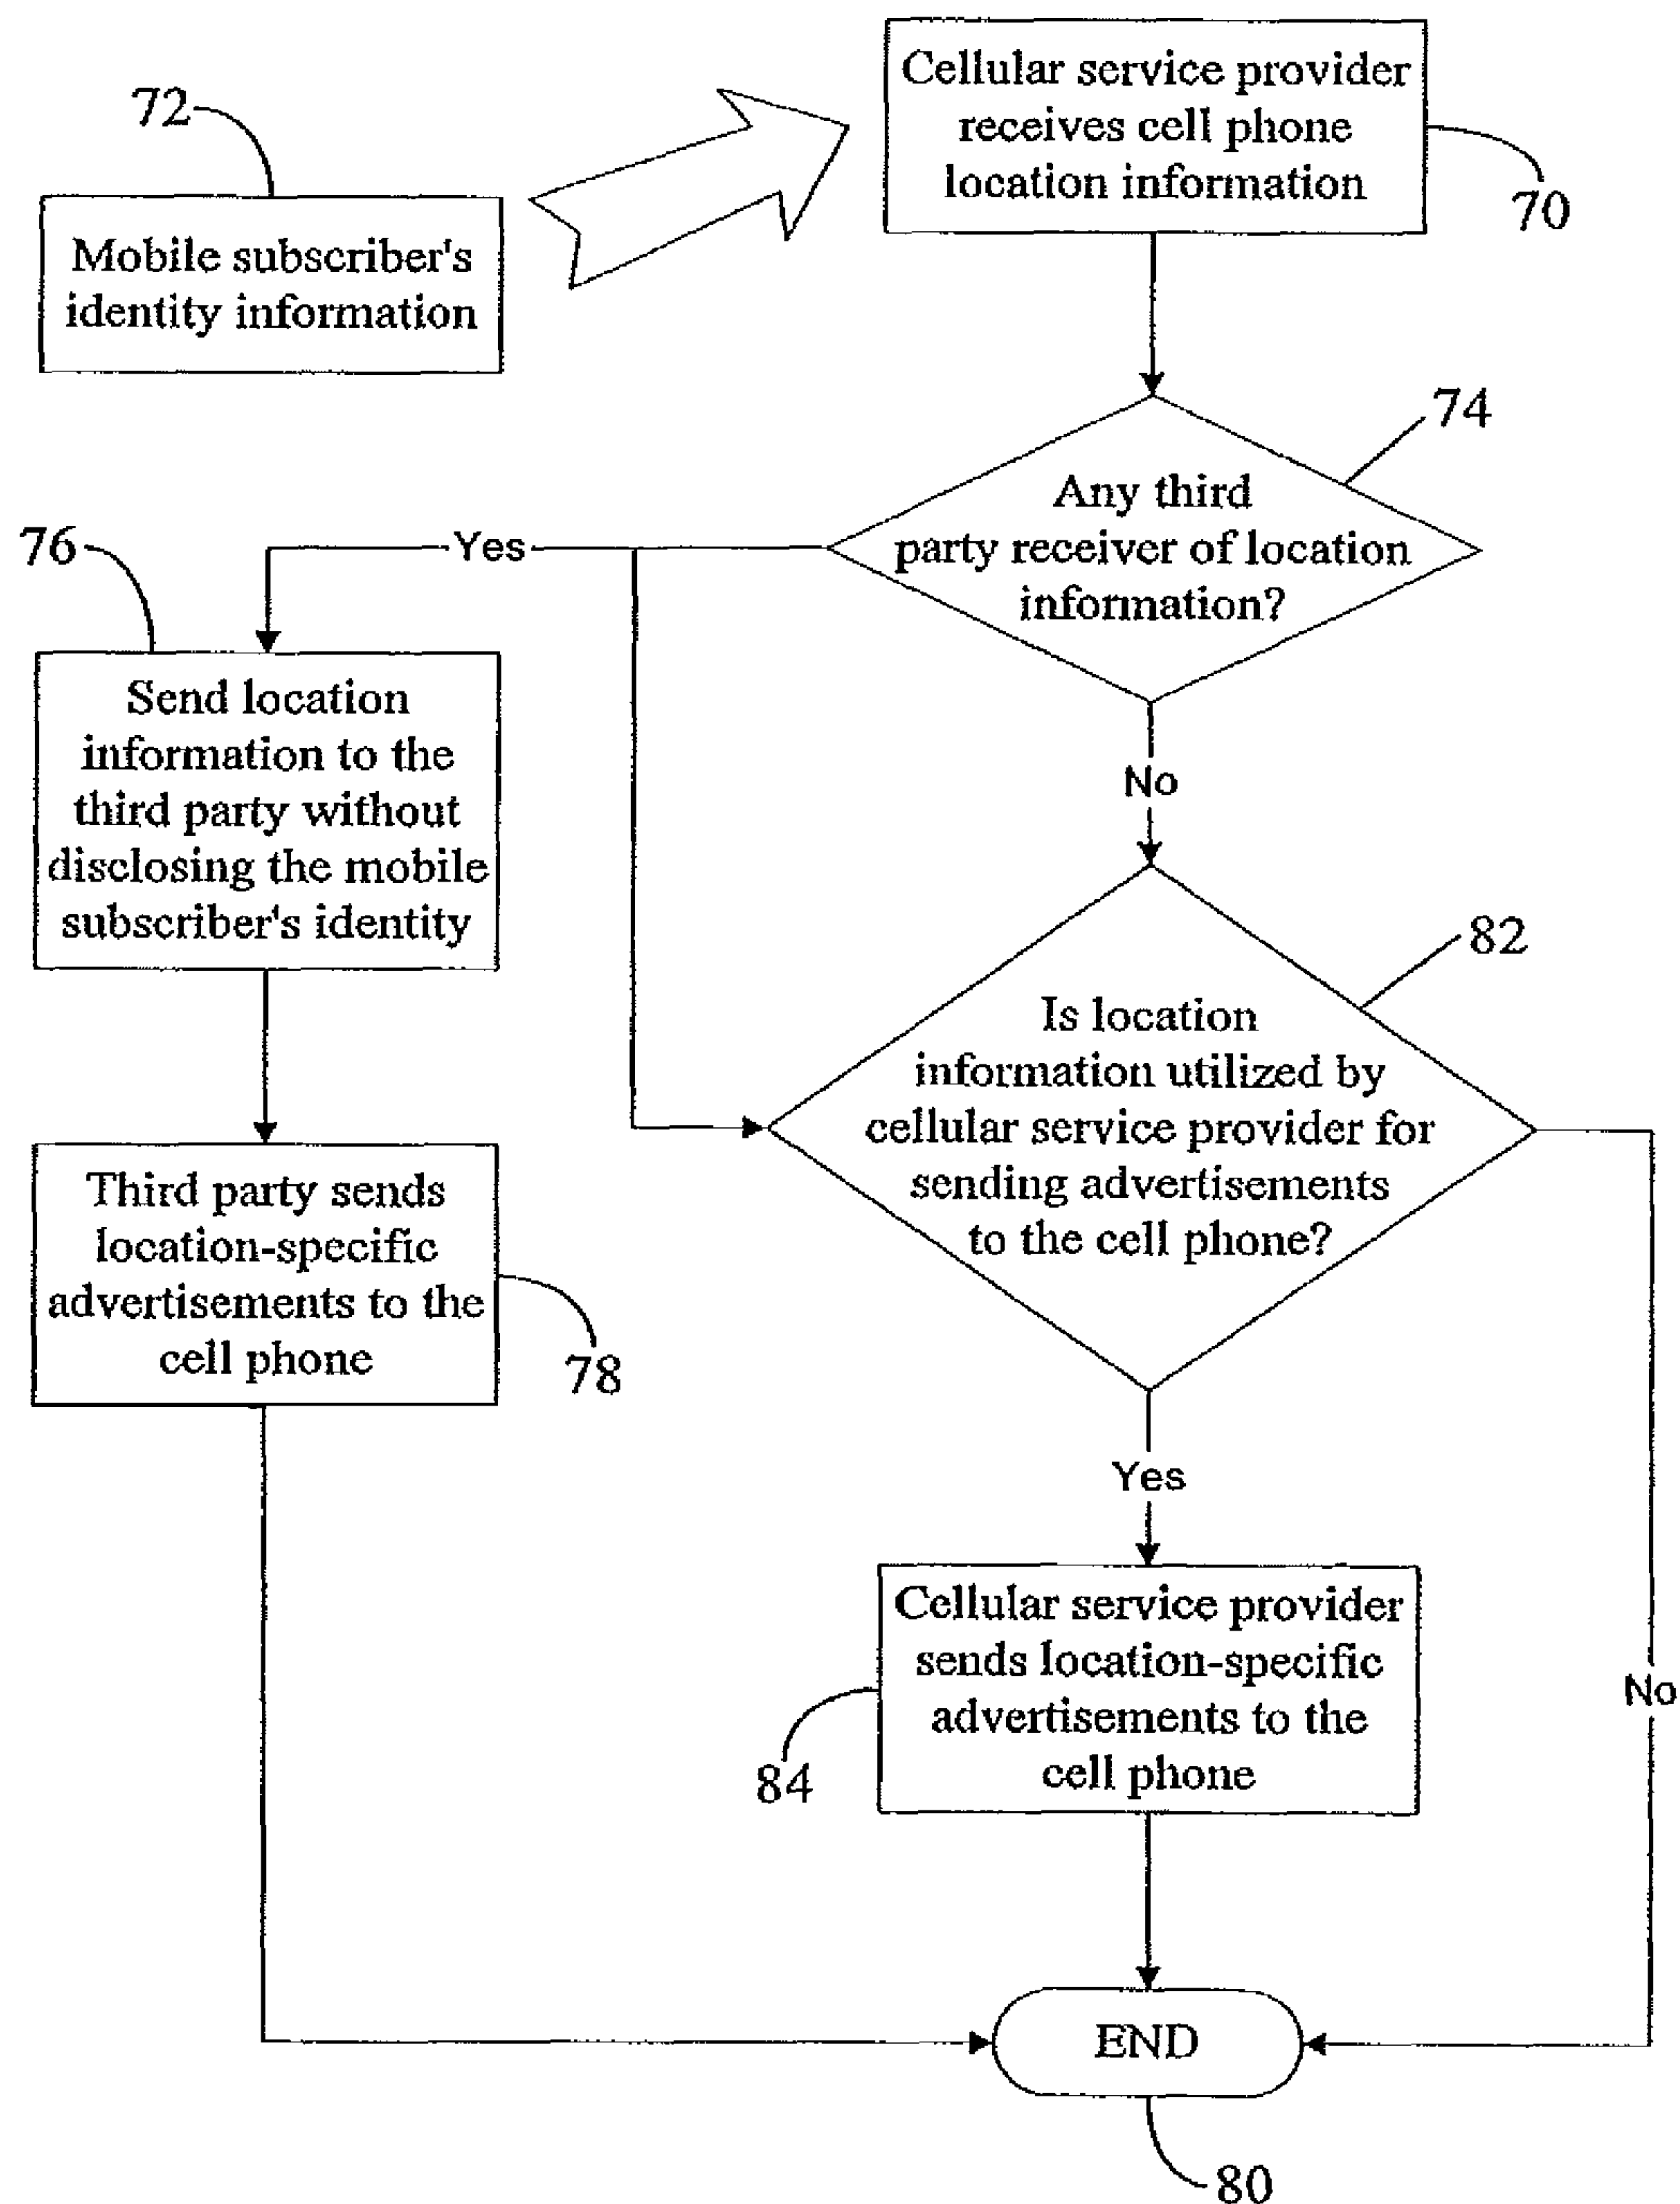 Cellular service provider
receives cell phone
location information
70
72
Mobile subscriber's
identity information
74
Any third
party receiver of location
information?
Yes
No
76
Send location
information to the
third party without
disclosing the mobile
subscriber's identity
82
Is location
information utilized by
cellular service provider for
sending advertisements
to the cell phone?
Third party sends
location-specific
advertisements to the
cell phone
78
Yes
No
Cellular service provider
sends location-specific
advertisements to the
cell phone
84
END
80